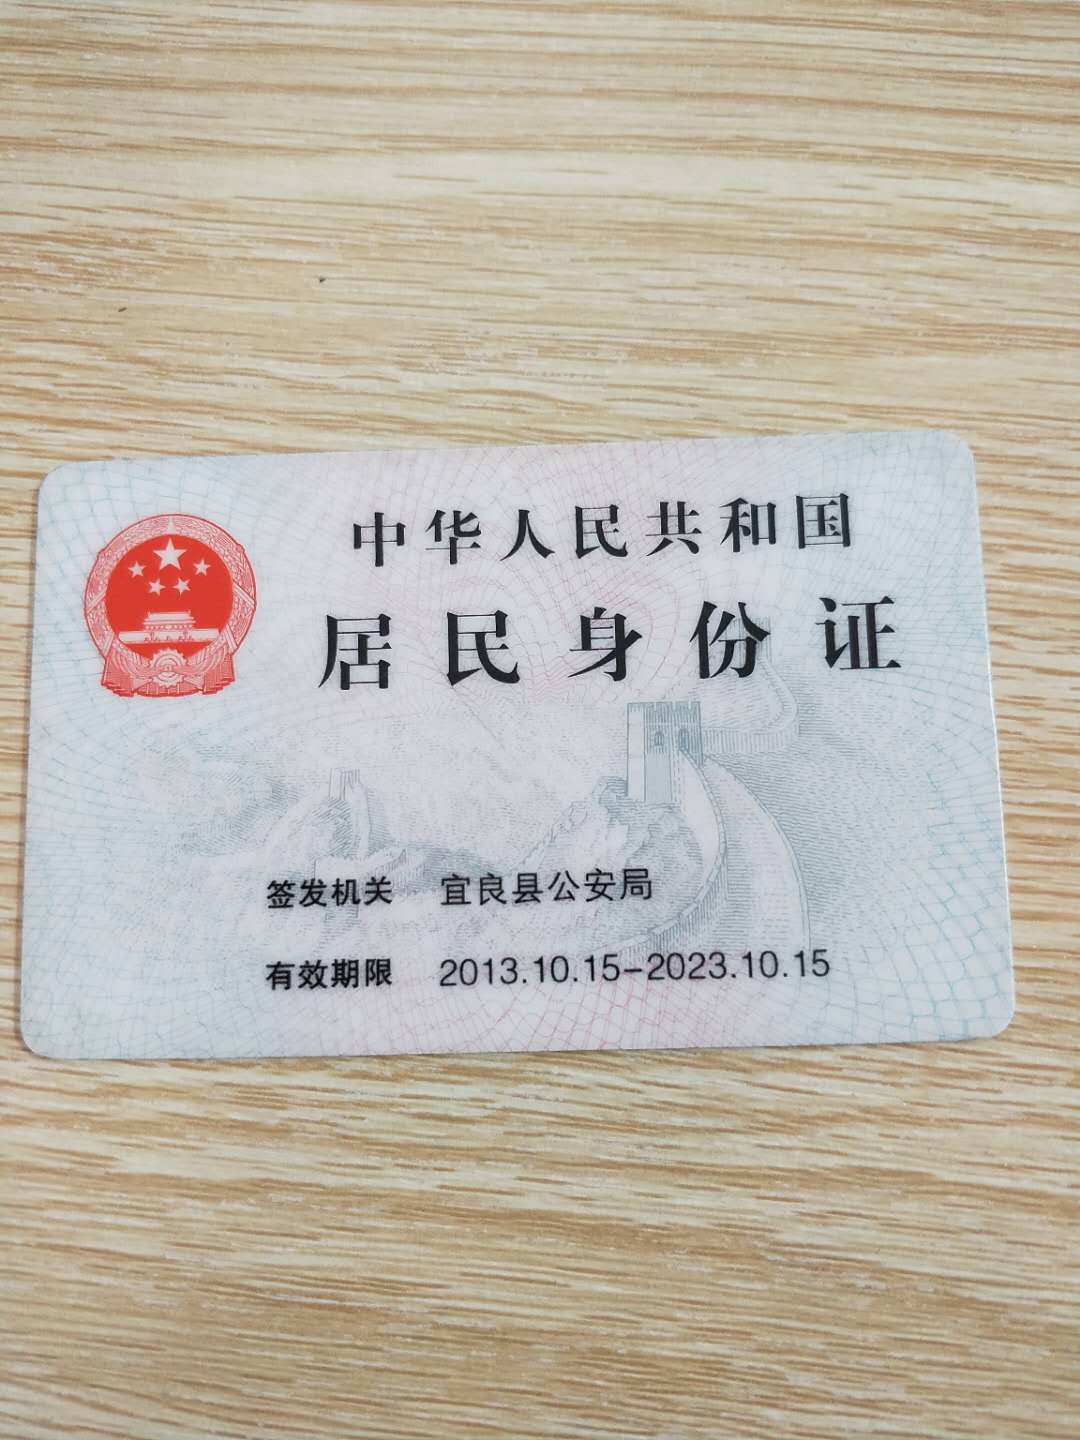 中华人民共和国
居民身份证
签发机关 宜良县公安局
有效期限 2013.10.15-2023.10.15